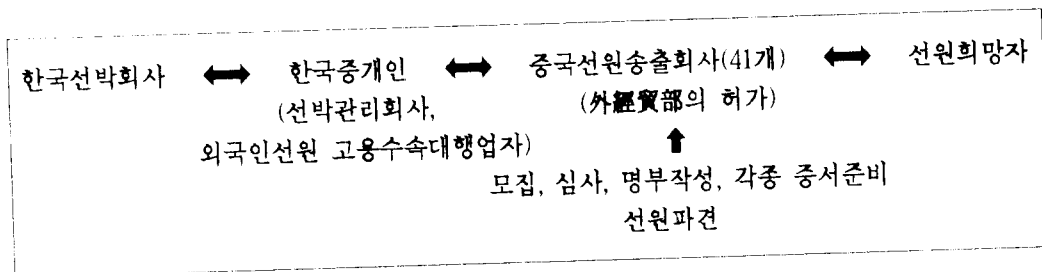 한국선박회사 ⟷ 한국중개인 ⟷ 중국선원송출회사(41개) ⟷ 선원희망자
(선박관리회사, (外經貿部의 허가)
외국인선원 고용수속대행업자)
모집, 심사, 명부작성, 각종 증서준비
선원파견